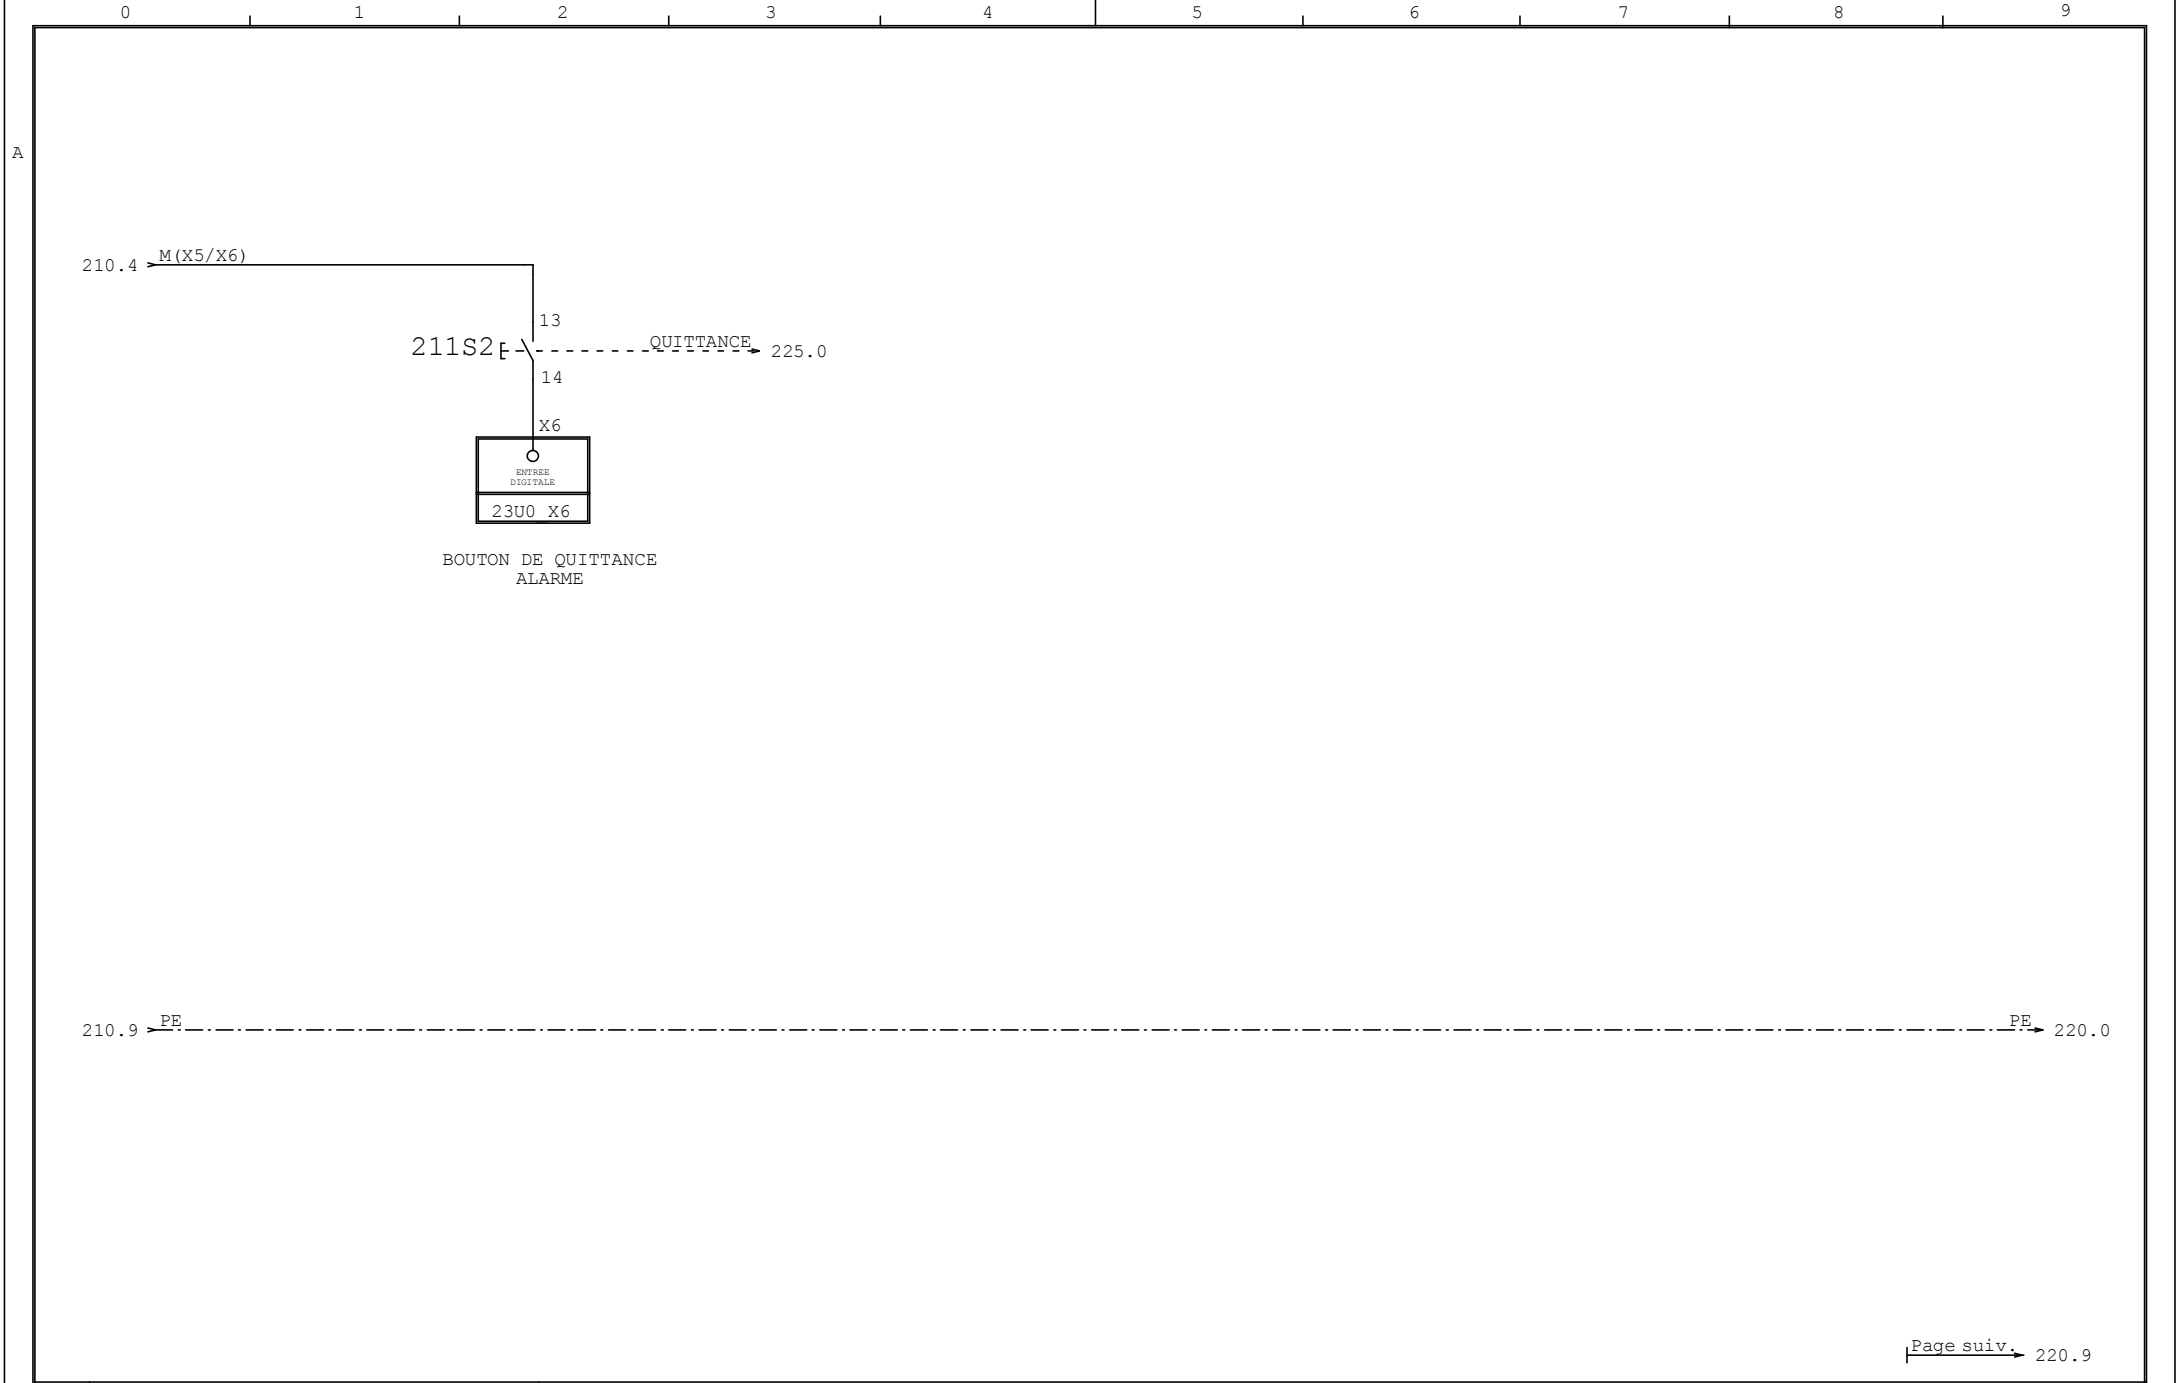 0 1 2 3 4 5 6 7 8 9
A
210.4 M(X5/X6)
13
211S2 QUITTANCE 225.0
14
X6
ENTREE
DIGITALE
23U0 X6
BOUTON DE QUITTANCE
ALARME
210.9 PE PE 220.0
Page suiv. 220.9